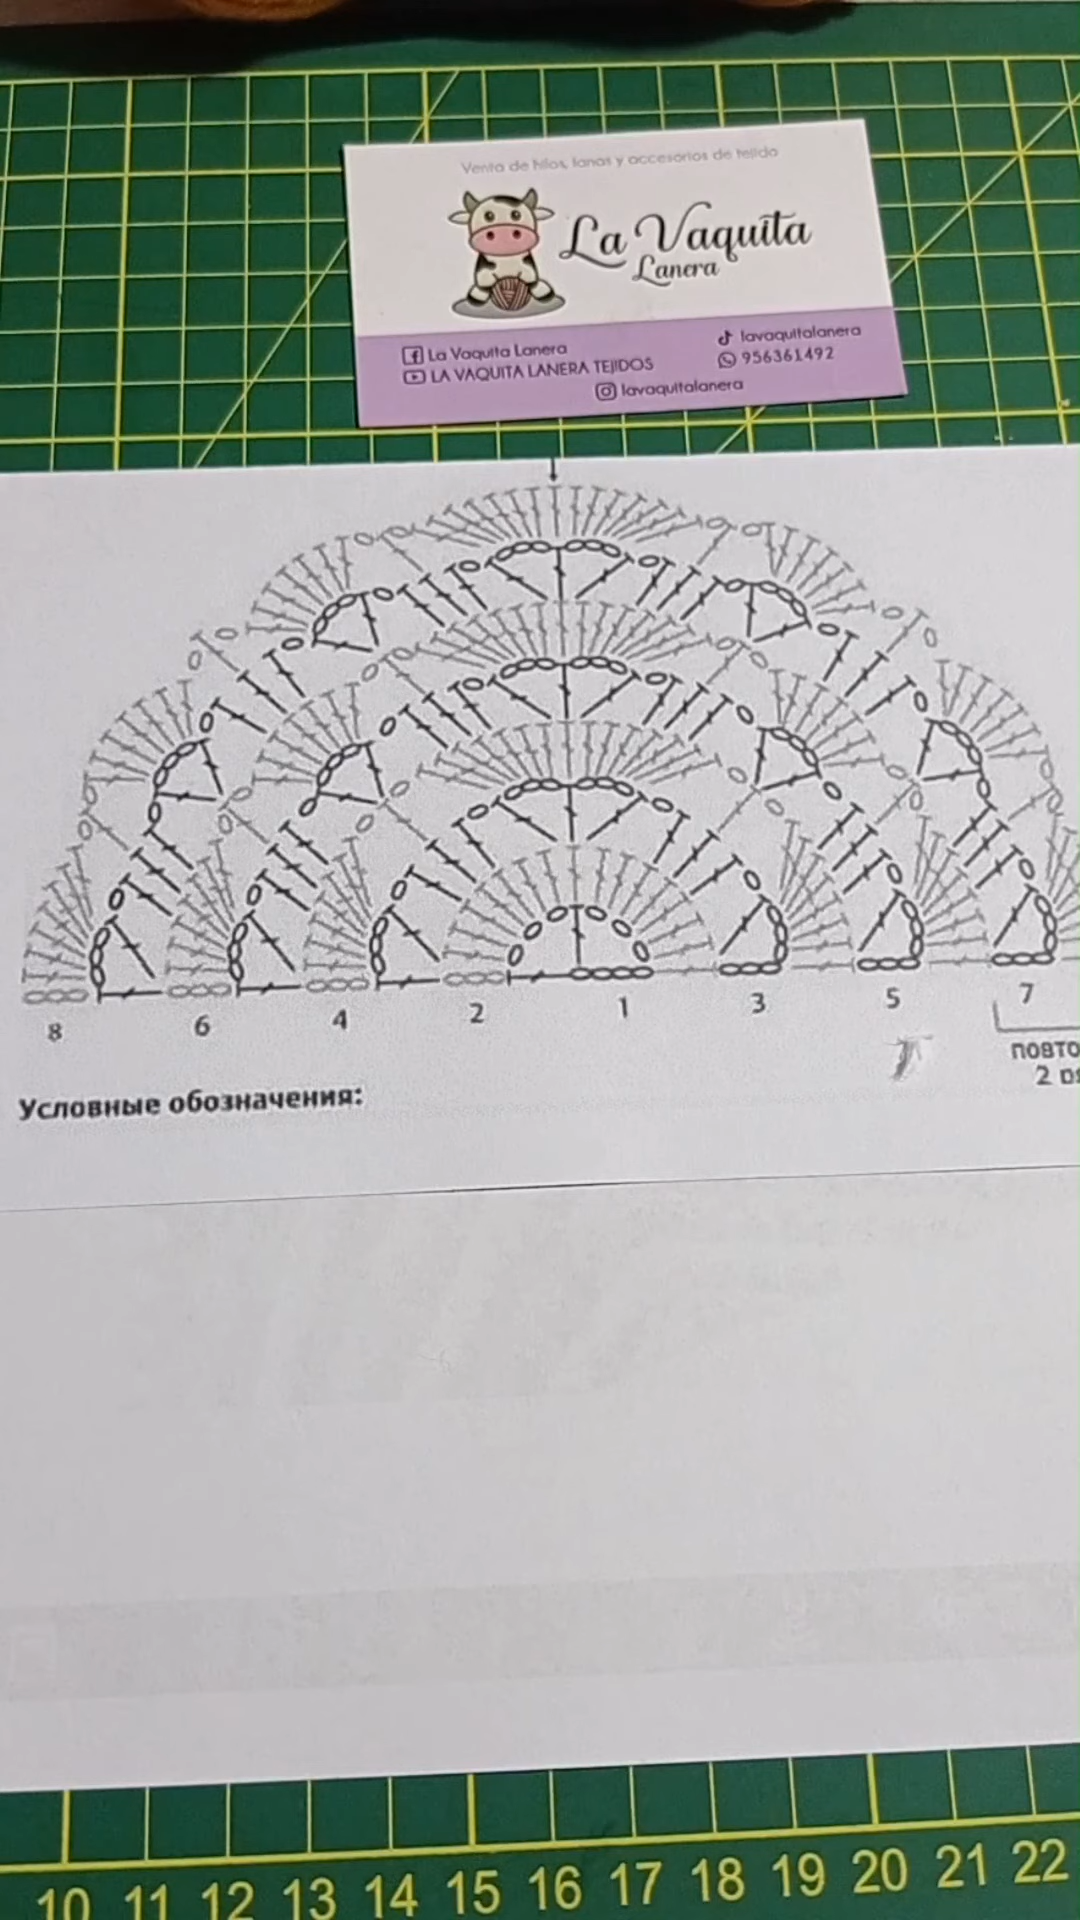 Venta de hilos, lanas y accesorios de tejido
La Vaquita
Lanera
La Vaquita Lanera
lavaquitalanera
LA VAQUITA LANERA TEJIDOS
956361492
lavaquitalanera
8 6 4 2 1 3 5 7
ПОВТО
2
Условные обозначения:
10 11 12 13 14 15 16 17 18 19 20 21 22